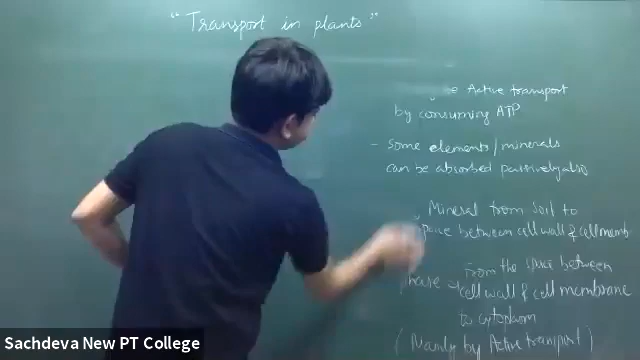 "Transport in plants"
Active transport
by consuming ATP
- some elements/minerals
can be absorbed passively also
Mineral from soil to
between cell wall & cell memb
phase
from the space between
cell wall & cell membrane
to cytoplasm
(Mainly by Active transport)
Sachdeva New PT College